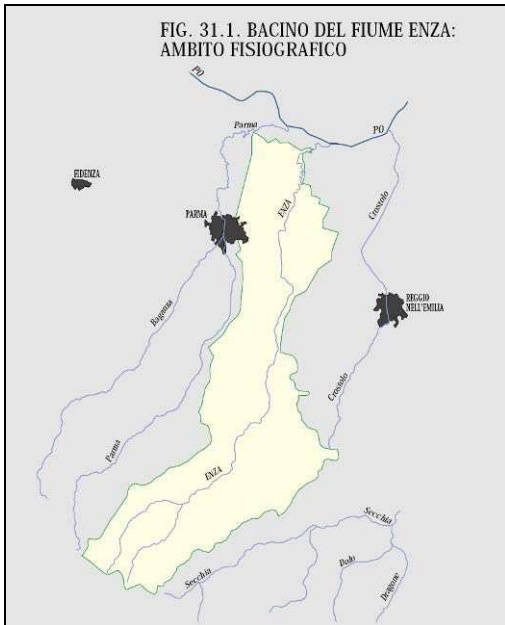 FIG. 31.1. BACINO DEL FIUME ENZA:
AMBITO FISIOGRAFICO
PO
Parma
PO
FIDENZA
ENZA
Crostolo
PARMA
Baganza
REGGIO
NELL'EMILIA
Crostolo
Parma
ENZA
Secchia
Secchia
Dolo
Dragone